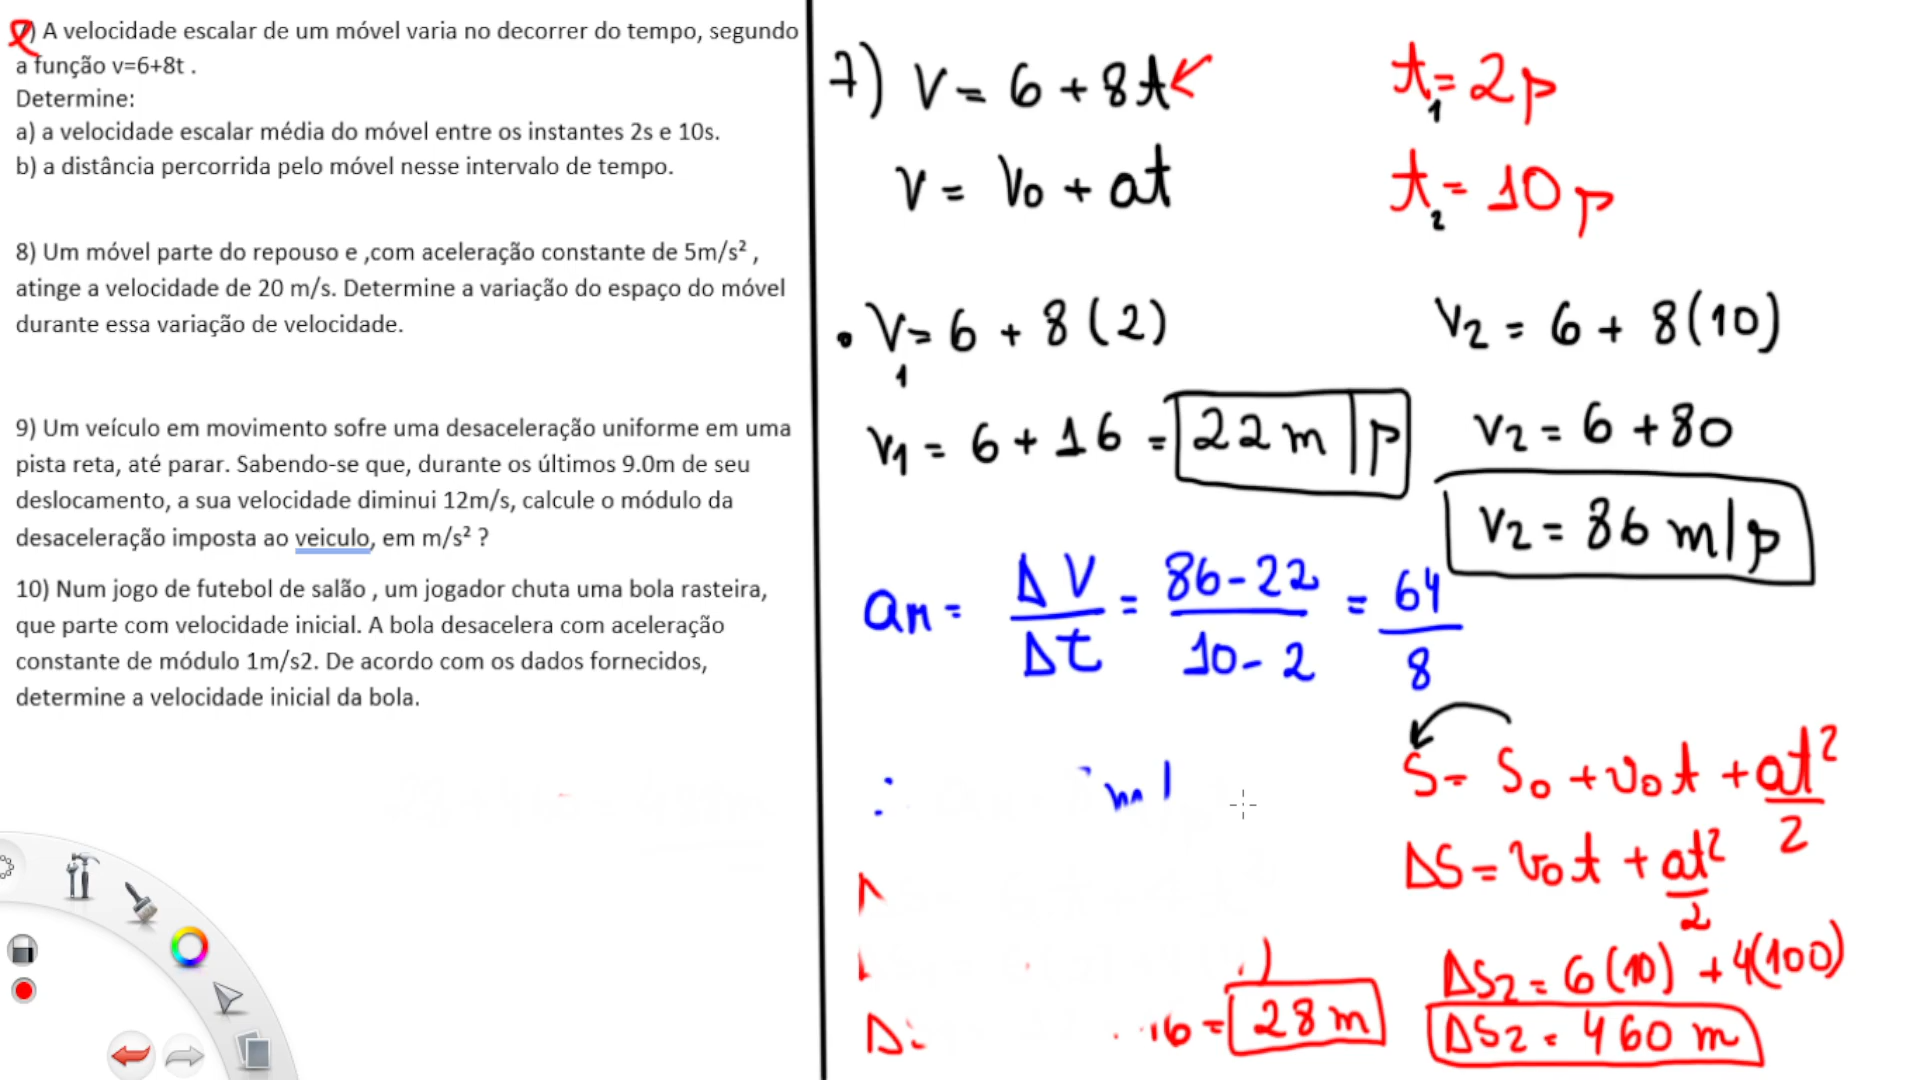 7) A velocidade escalar de um móvel varia no decorrer do tempo, segundo
a função v=6+8t .
Determine:
a) a velocidade escalar média do móvel entre os instantes 2s e 10s.
b) a distância percorrida pelo móvel nesse intervalo de tempo.
8) Um móvel parte do repouso e ,com aceleração constante de 5m/s² ,
atinge a velocidade de 20 m/s. Determine a variação do espaço do móvel
durante essa variação de velocidade.
9) Um veículo em movimento sofre uma desaceleração uniforme em uma
pista reta, até parar. Sabendo-se que, durante os últimos 9.0m de seu
deslocamento, a sua velocidade diminui 12m/s, calcule o módulo da
desaceleração imposta ao veiculo, em m/s² ?
10) Num jogo de futebol de salão , um jogador chuta uma bola rasteira,
que parte com velocidade inicial. A bola desacelera com aceleração
constante de módulo 1m/s2. De acordo com os dados fornecidos,
determine a velocidade inicial da bola.
7) V = 6 + 8t
t₁ = 2s
v = v₀ + at
t₂ = 10s
V₁ = 6 + 8(2)
V₂ = 6 + 8(10)
V₁ = 6 + 16 = 22 m/s
V₂ = 6 + 80
V₂ = 86 m/s
am = ΔV/Δt = 86-22/10-2 = 64/8
S = S₀ + v₀t + at²/2
ΔS = v₀t + at²/2
ΔS₂ = 6(10) + 4(100)
16 = 28 m
ΔS₂ = 460 m